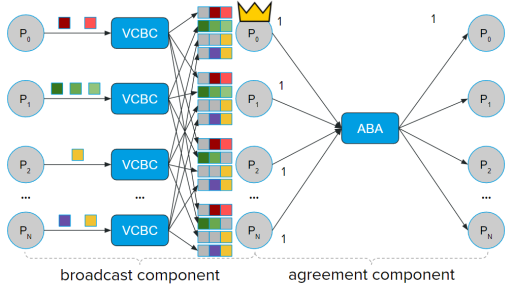 P0 VCBC P0 1 1 P0
P1 VCBC 1 P1 P1
ABA
P2 VCBC P2 1 P2
... ... ... ...
PN VCBC PN 1 PN
broadcast component agreement component